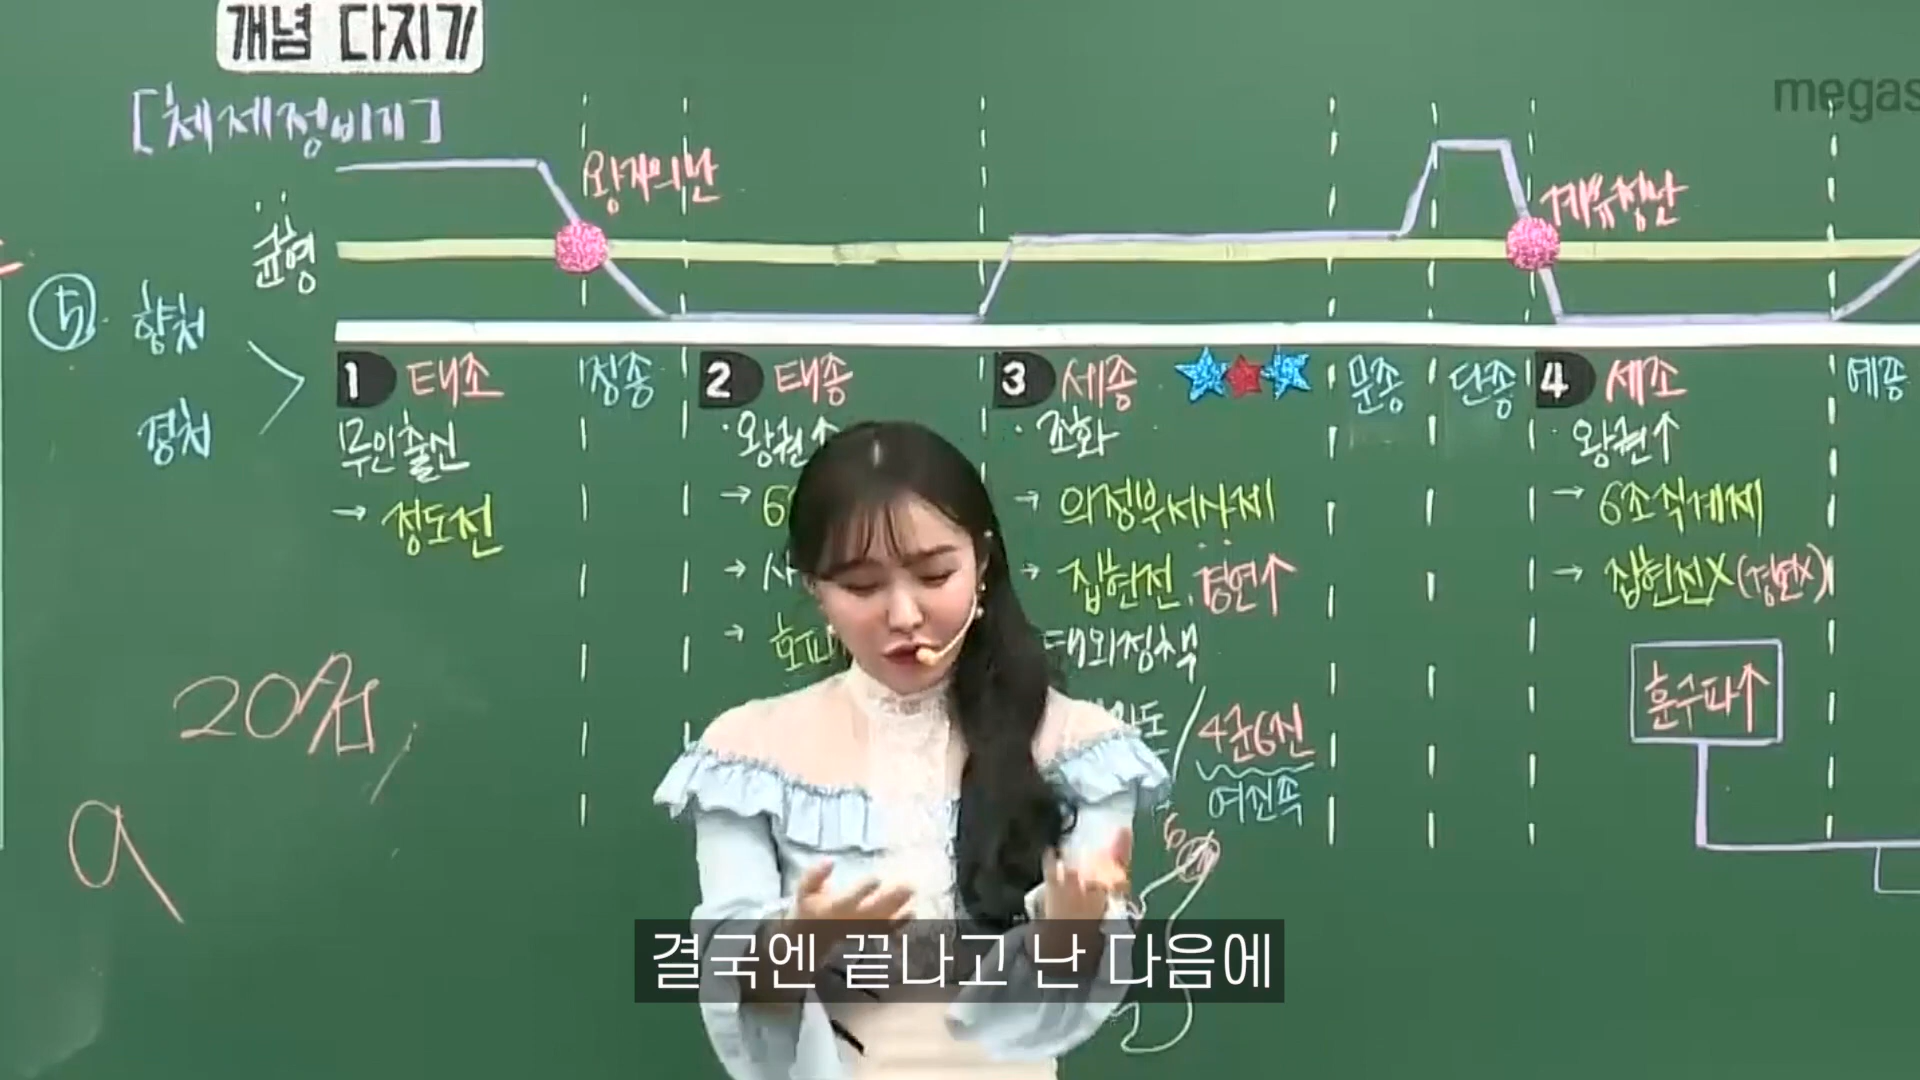 개념 다지기
[체제정비기]
왕자의 난
계유정난
균형
⑤ 향청
경청
1 태조
정종
2 태종
3 세종
문종
단종
4 세조
예종
무인출신
→ 정도전
왕권↑
→ 6
→ 사
→ 호패
조화
→ 의정부서사제
→ 집현전, 경연↑
대외정책
4군6진
여진족
왕권↑
→ 6조직계제
→ 집현전X (경연X)
훈구파↑
20점
결국엔 끝나고 난 다음에